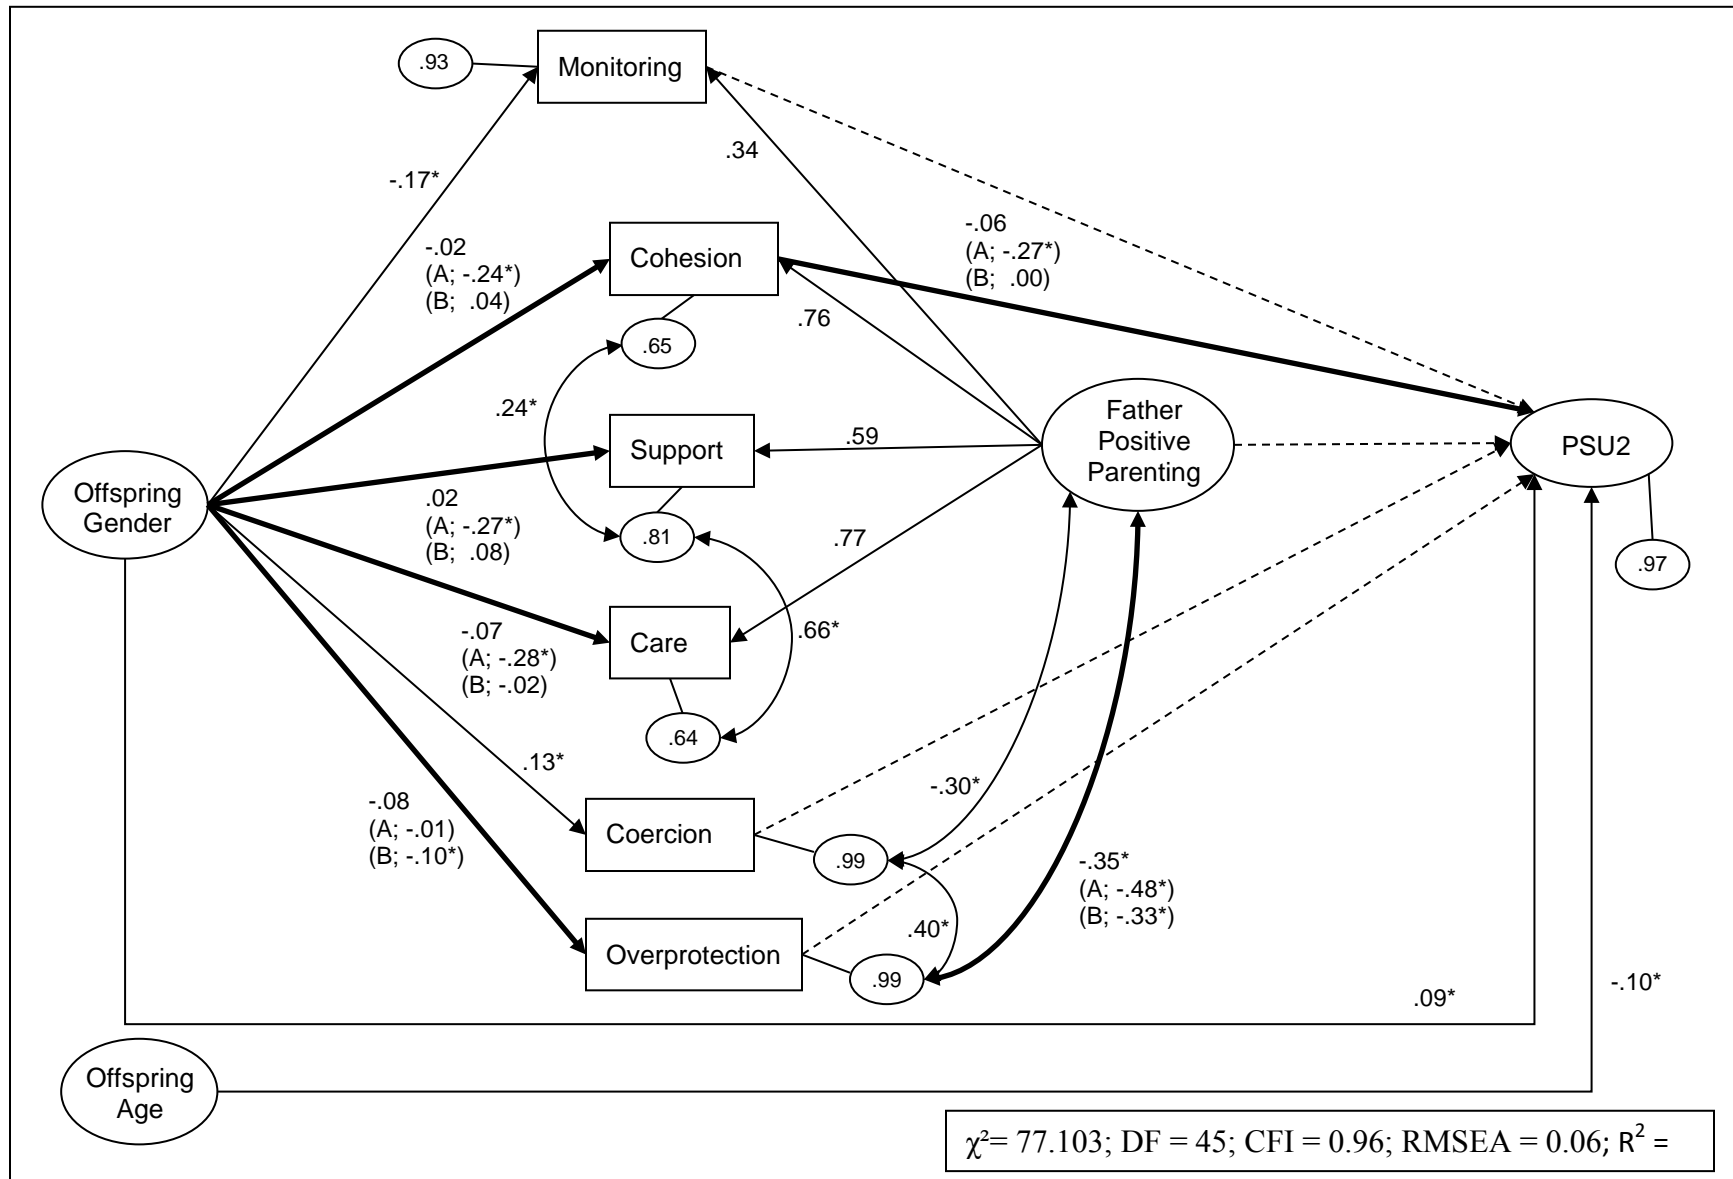 .93
Monitoring
.34
-.17*
-.06
(A; -.27*)
(B;  .00)
-.02
(A; -.24*)
(B;  .04)
Cohesion
.76
.65
.24*
Father
Positive
Parenting
.59
Support
PSU2
Offspring
Gender
.02
(A; -.27*)
(B;  .08)
.81
.77
.97
-.07
(A; -.28*)
(B; -.02)
Care
.66*
.64
.13*
-.30*
-.08
(A; -.01)
(B; -.10*)
Coercion
.99
-.35*
(A; -.48*)
(B; -.33*)
.40*
Overprotection
.99
.09*
-.10*
Offspring
Age
χ²= 77.103; DF = 45; CFI = 0.96; RMSEA = 0.06; R² =